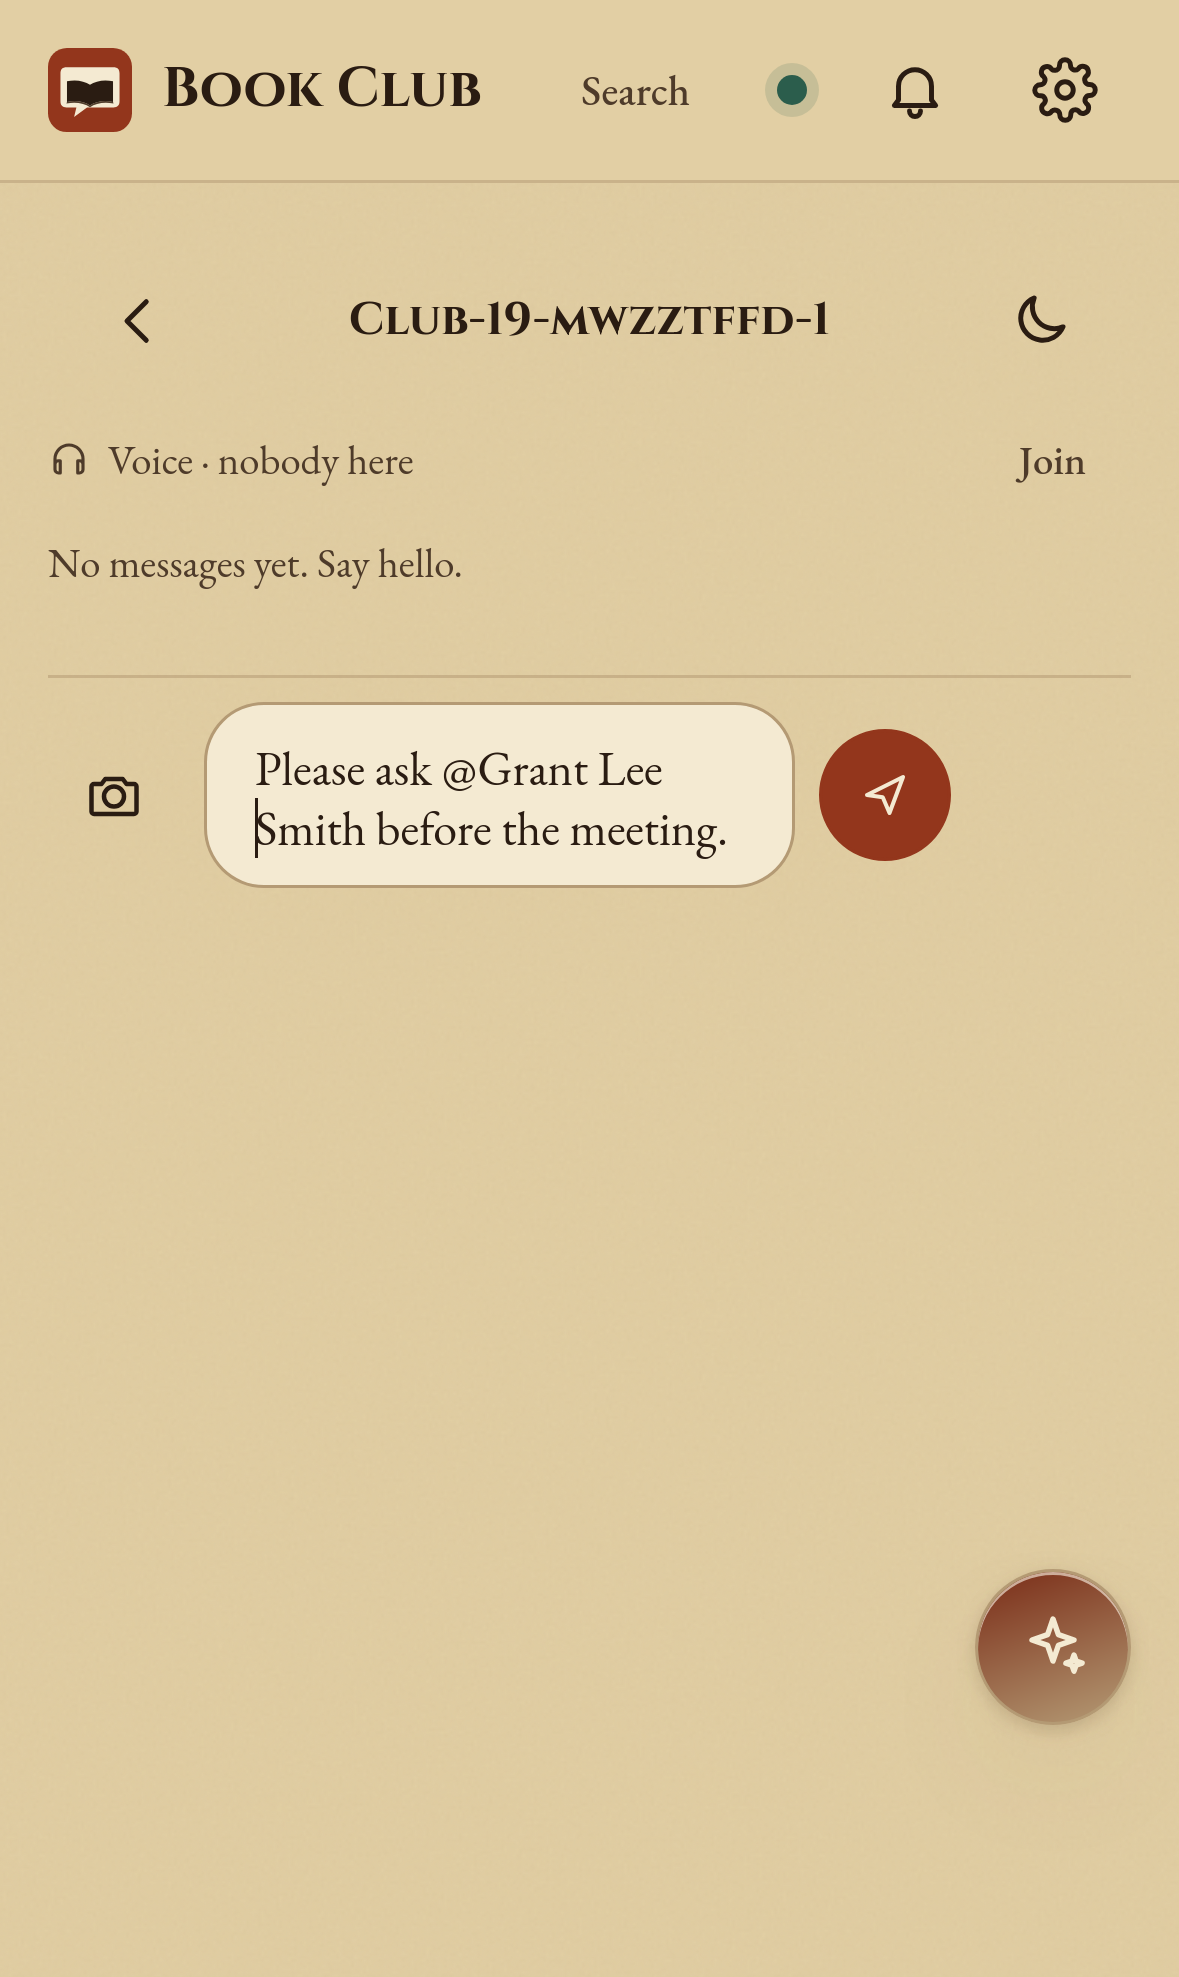 Book Club
Search
Club-19-mwzztffd-1
Voice · nobody here
Join
No messages yet. Say hello.
Please ask @Grant Lee
Smith before the meeting.